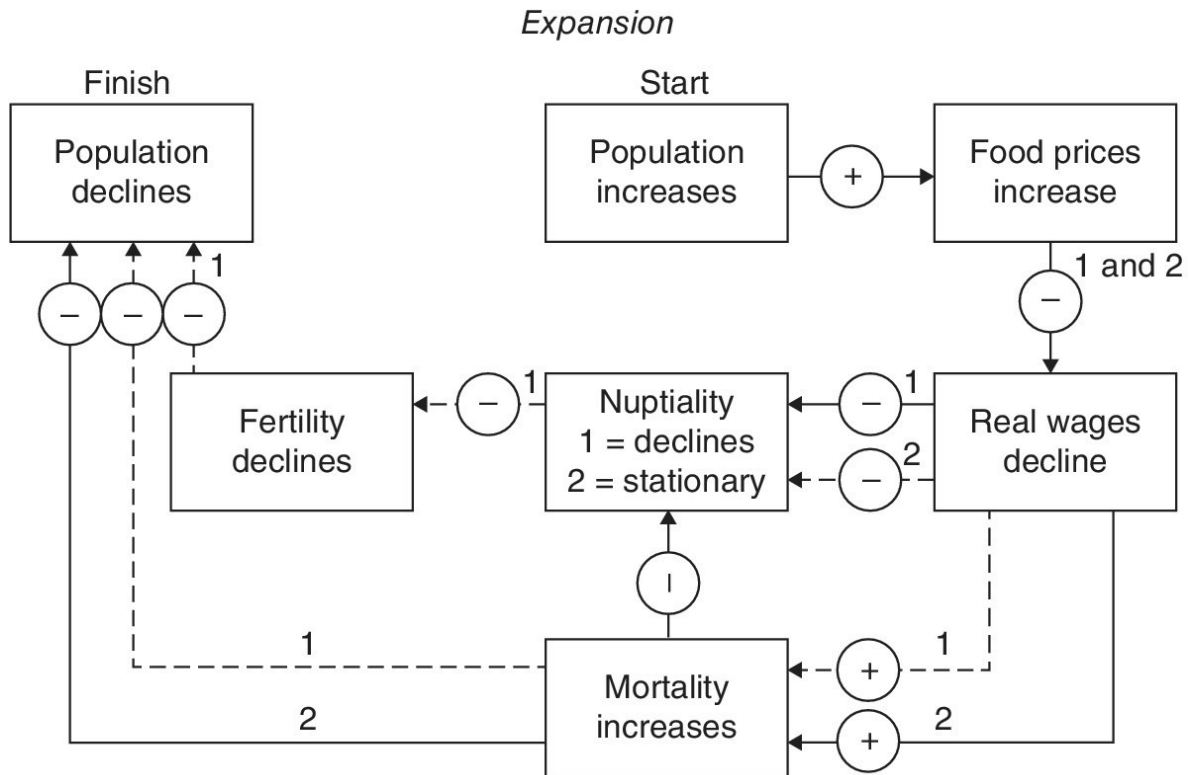 Expansion
Finish
Start
Population
declines
Population
increases
+
Food prices
increase
1 and 2
−
1
−
−
−
Fertility
declines
1
−
Nuptiality
1 = declines
2 = stationary
1
−
2
−
Real wages
decline
−
1
2
Mortality
increases
1
+
2
+